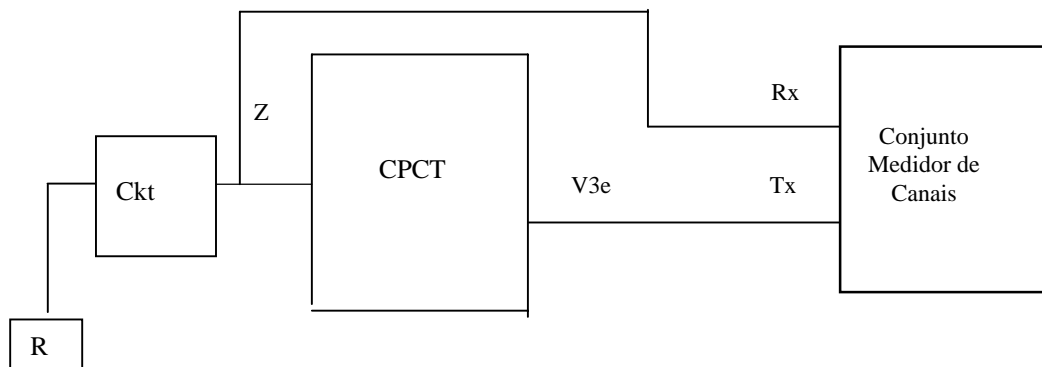 Rx
Z
Conjunto
Medidor de
Canais
CPCT
Ckt
V3e
Tx
R